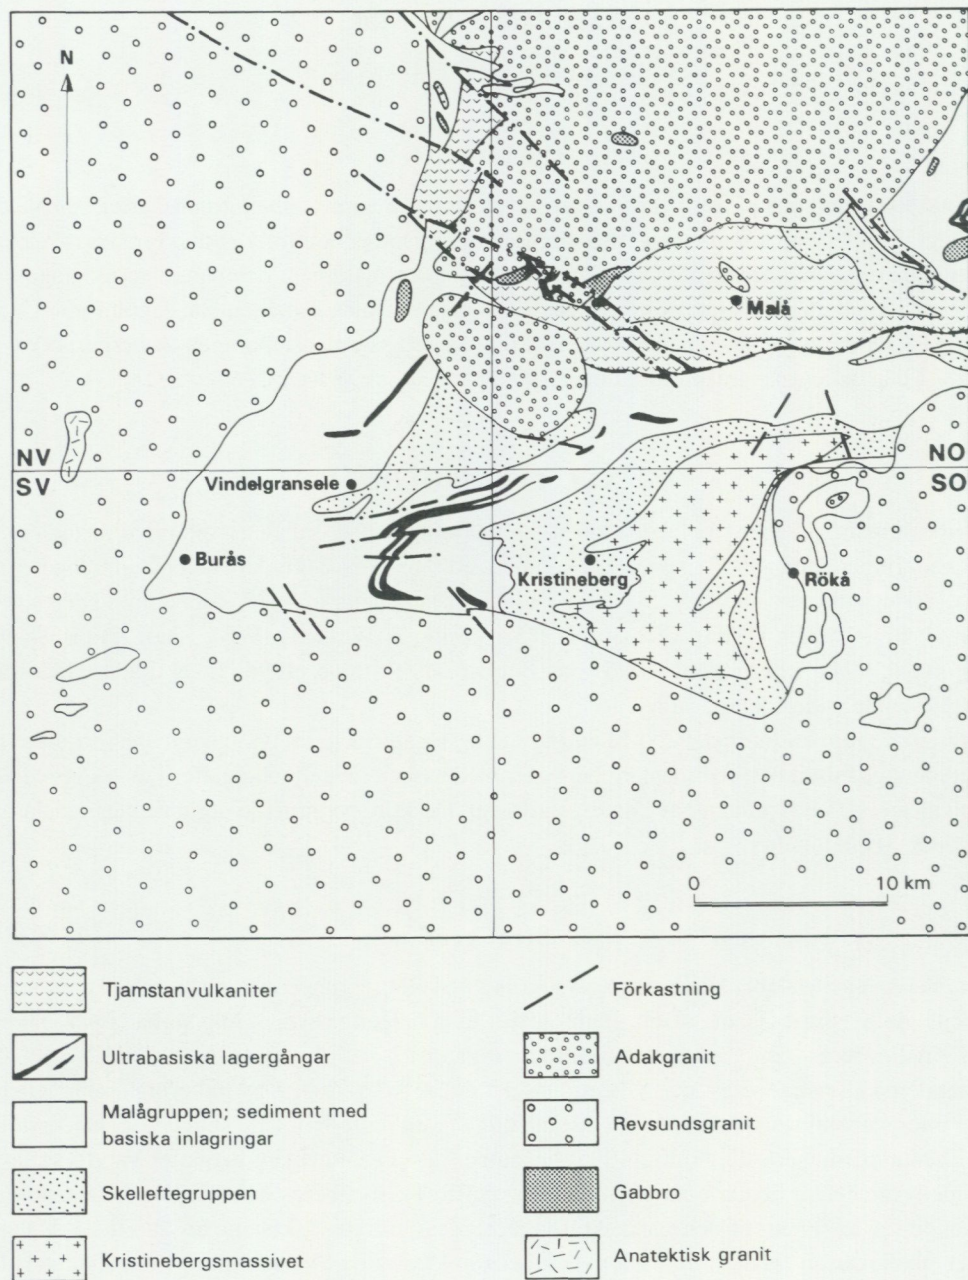 N
Malå
NV
NO
SV
SO
Vindelgransele
Burås
Kristineberg
Rökå
0 10 km
Tjamstanvulkaniter
Ultrabasiska lagergångar
Malågruppen; sediment med
basiska inlagringar
Skelleftegruppen
Kristinebergsmassivet
Förkastning
Adakgranit
Revsundsgranit
Gabbro
Anatektisk granit